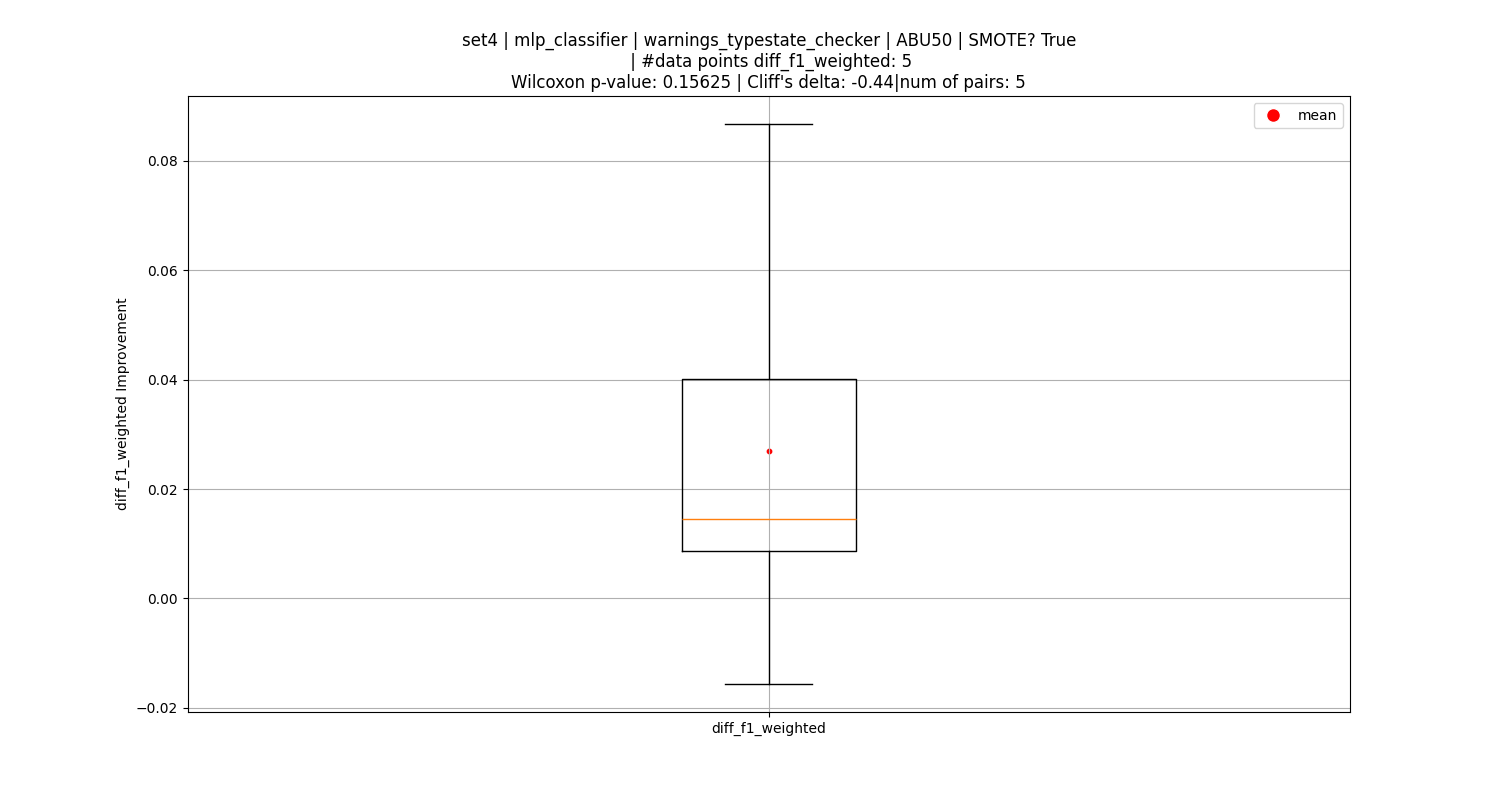 set4 | mlp_classifier | warnings_typestate_checker | ABU50 | SMOTE? True
| #data points diff_f1_weighted: 5
Wilcoxon p-value: 0.15625 | Cliff's delta: -0.44|num of pairs: 5
mean
0.08
0.06
0.04
0.02
0.00
−0.02
diff_f1_weighted Improvement
diff_f1_weighted